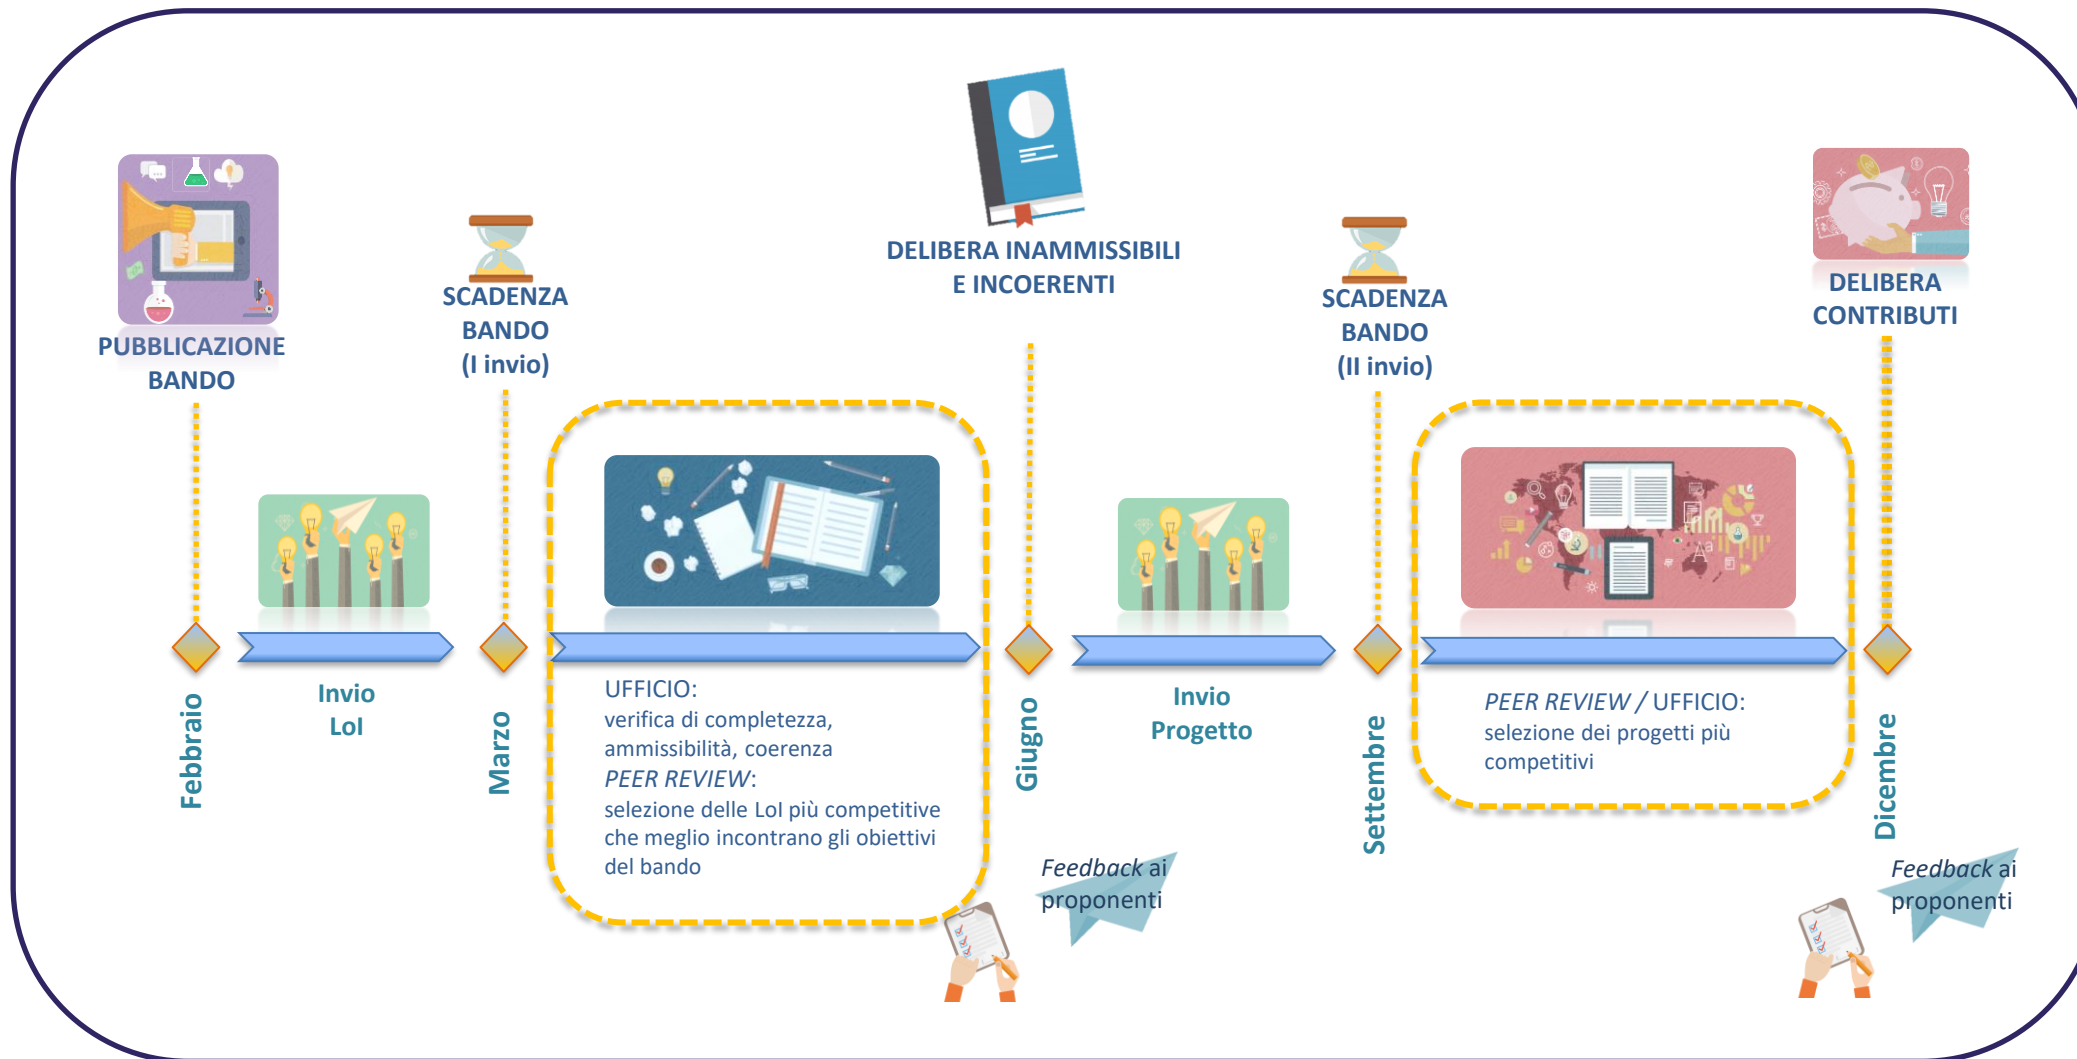 PUBBLICAZIONE
BANDO
SCADENZA
BANDO
(I invio)
DELIBERA INAMMISSIBILI
E INCOERENTI
SCADENZA
BANDO
(II invio)
DELIBERA
CONTRIBUTI
Febbraio
Invio
LoI
Marzo
UFFICIO:
verifica di completezza,
ammissibilità, coerenza
PEER REVIEW:
selezione delle LoI più competitive
che meglio incontrano gli obiettivi
del bando
Giugno
Feedback ai
proponenti
Invio
Progetto
Settembre
PEER REVIEW / UFFICIO:
selezione dei progetti più
competitivi
Dicembre
Feedback ai
proponenti